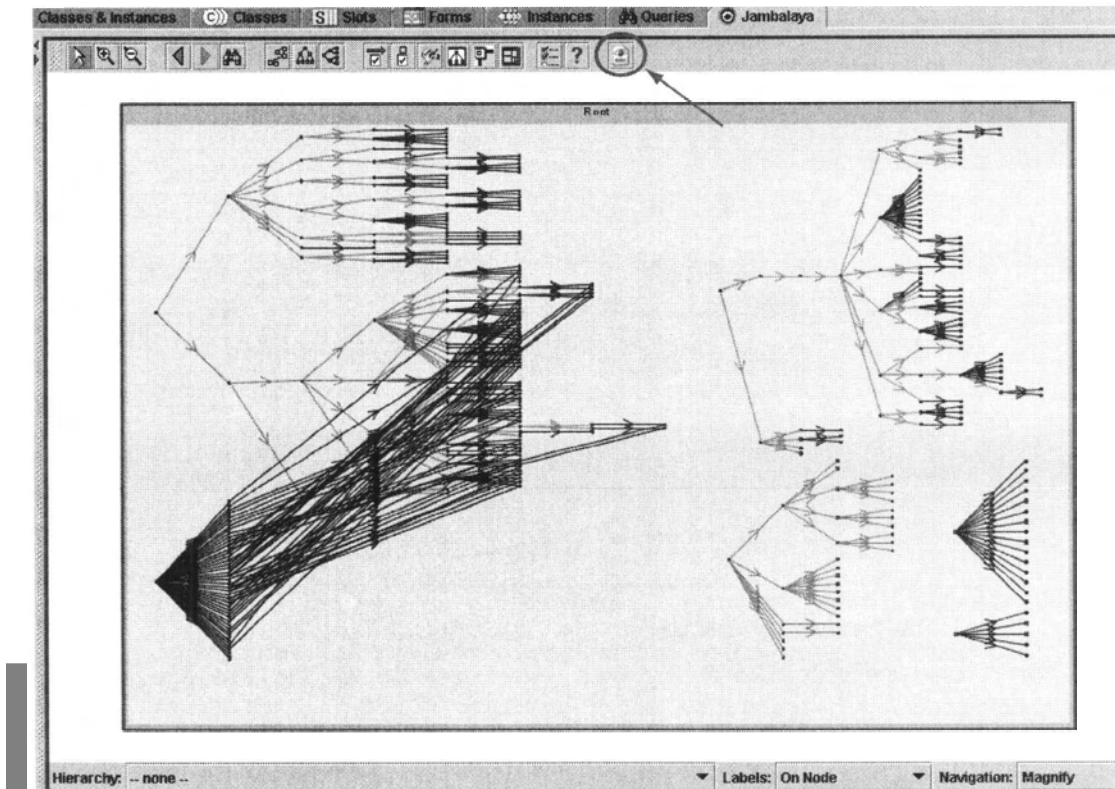 Classes & Instances C Classes S Slots Forms Instances Queries Jambalaya
?
Root
Hierarchy: -- none -- Labels: On Node Navigation: Magnify